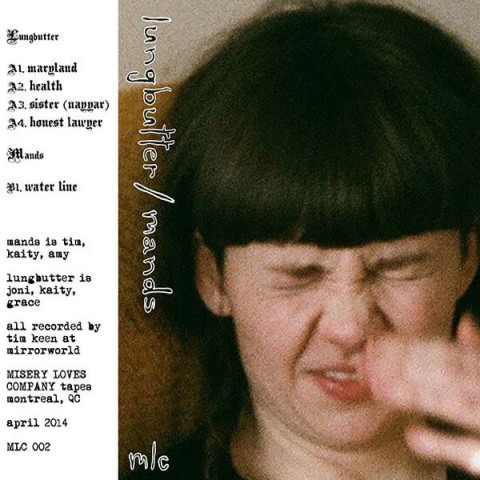 Lungbutter
A1. maryland
A2. health
A3. sister (nayyar)
A4. honest lawyer
Mands
B1. water line
mands is tim,
kaity, amy
lungbutter is
joni, kaity,
grace
all recorded by
tim keen at
mirrorworld
MISERY LOVES
COMPANY tapes
montreal, QC
april 2014
MLC 002
lungbutter/mands
m/c